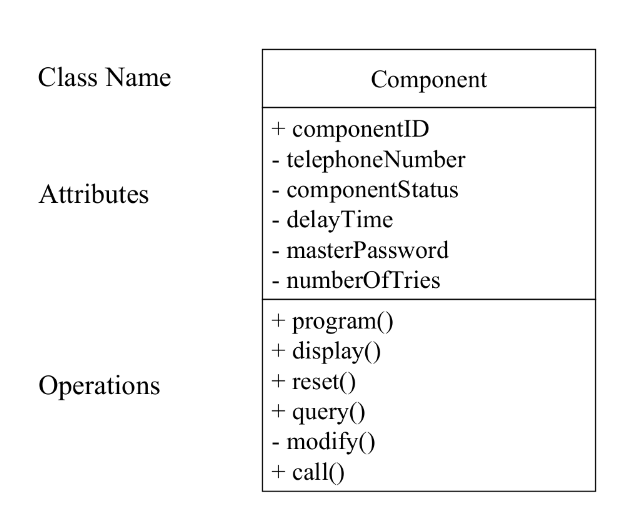 Class Name
Component
Attributes
+ componentID
- telephoneNumber
- componentStatus
- delayTime
- masterPassword
- numberOfTries
Operations
+ program()
+ display()
+ reset()
+ query()
- modify()
+ call()